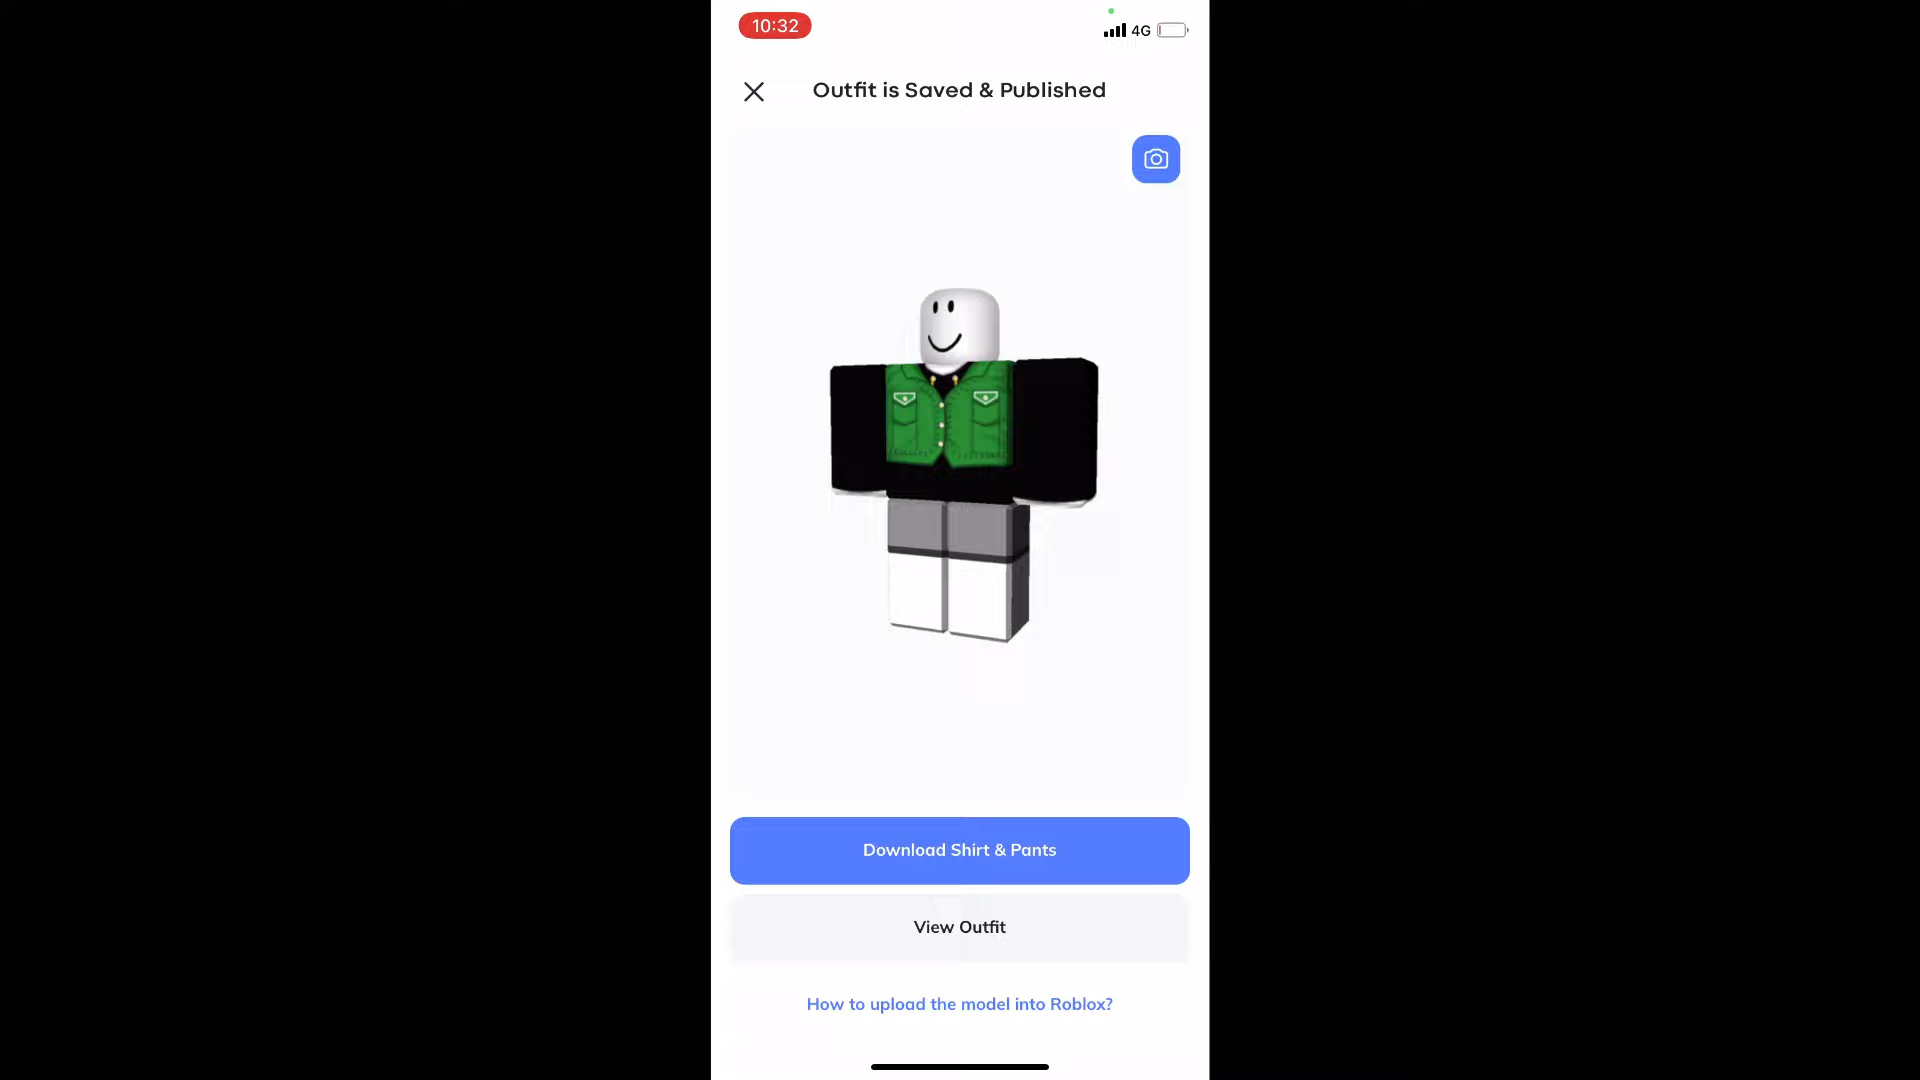 10:32
4G
Outfit is Saved & Published
Download Shirt & Pants
View Outfit
How to upload the model into Roblox?